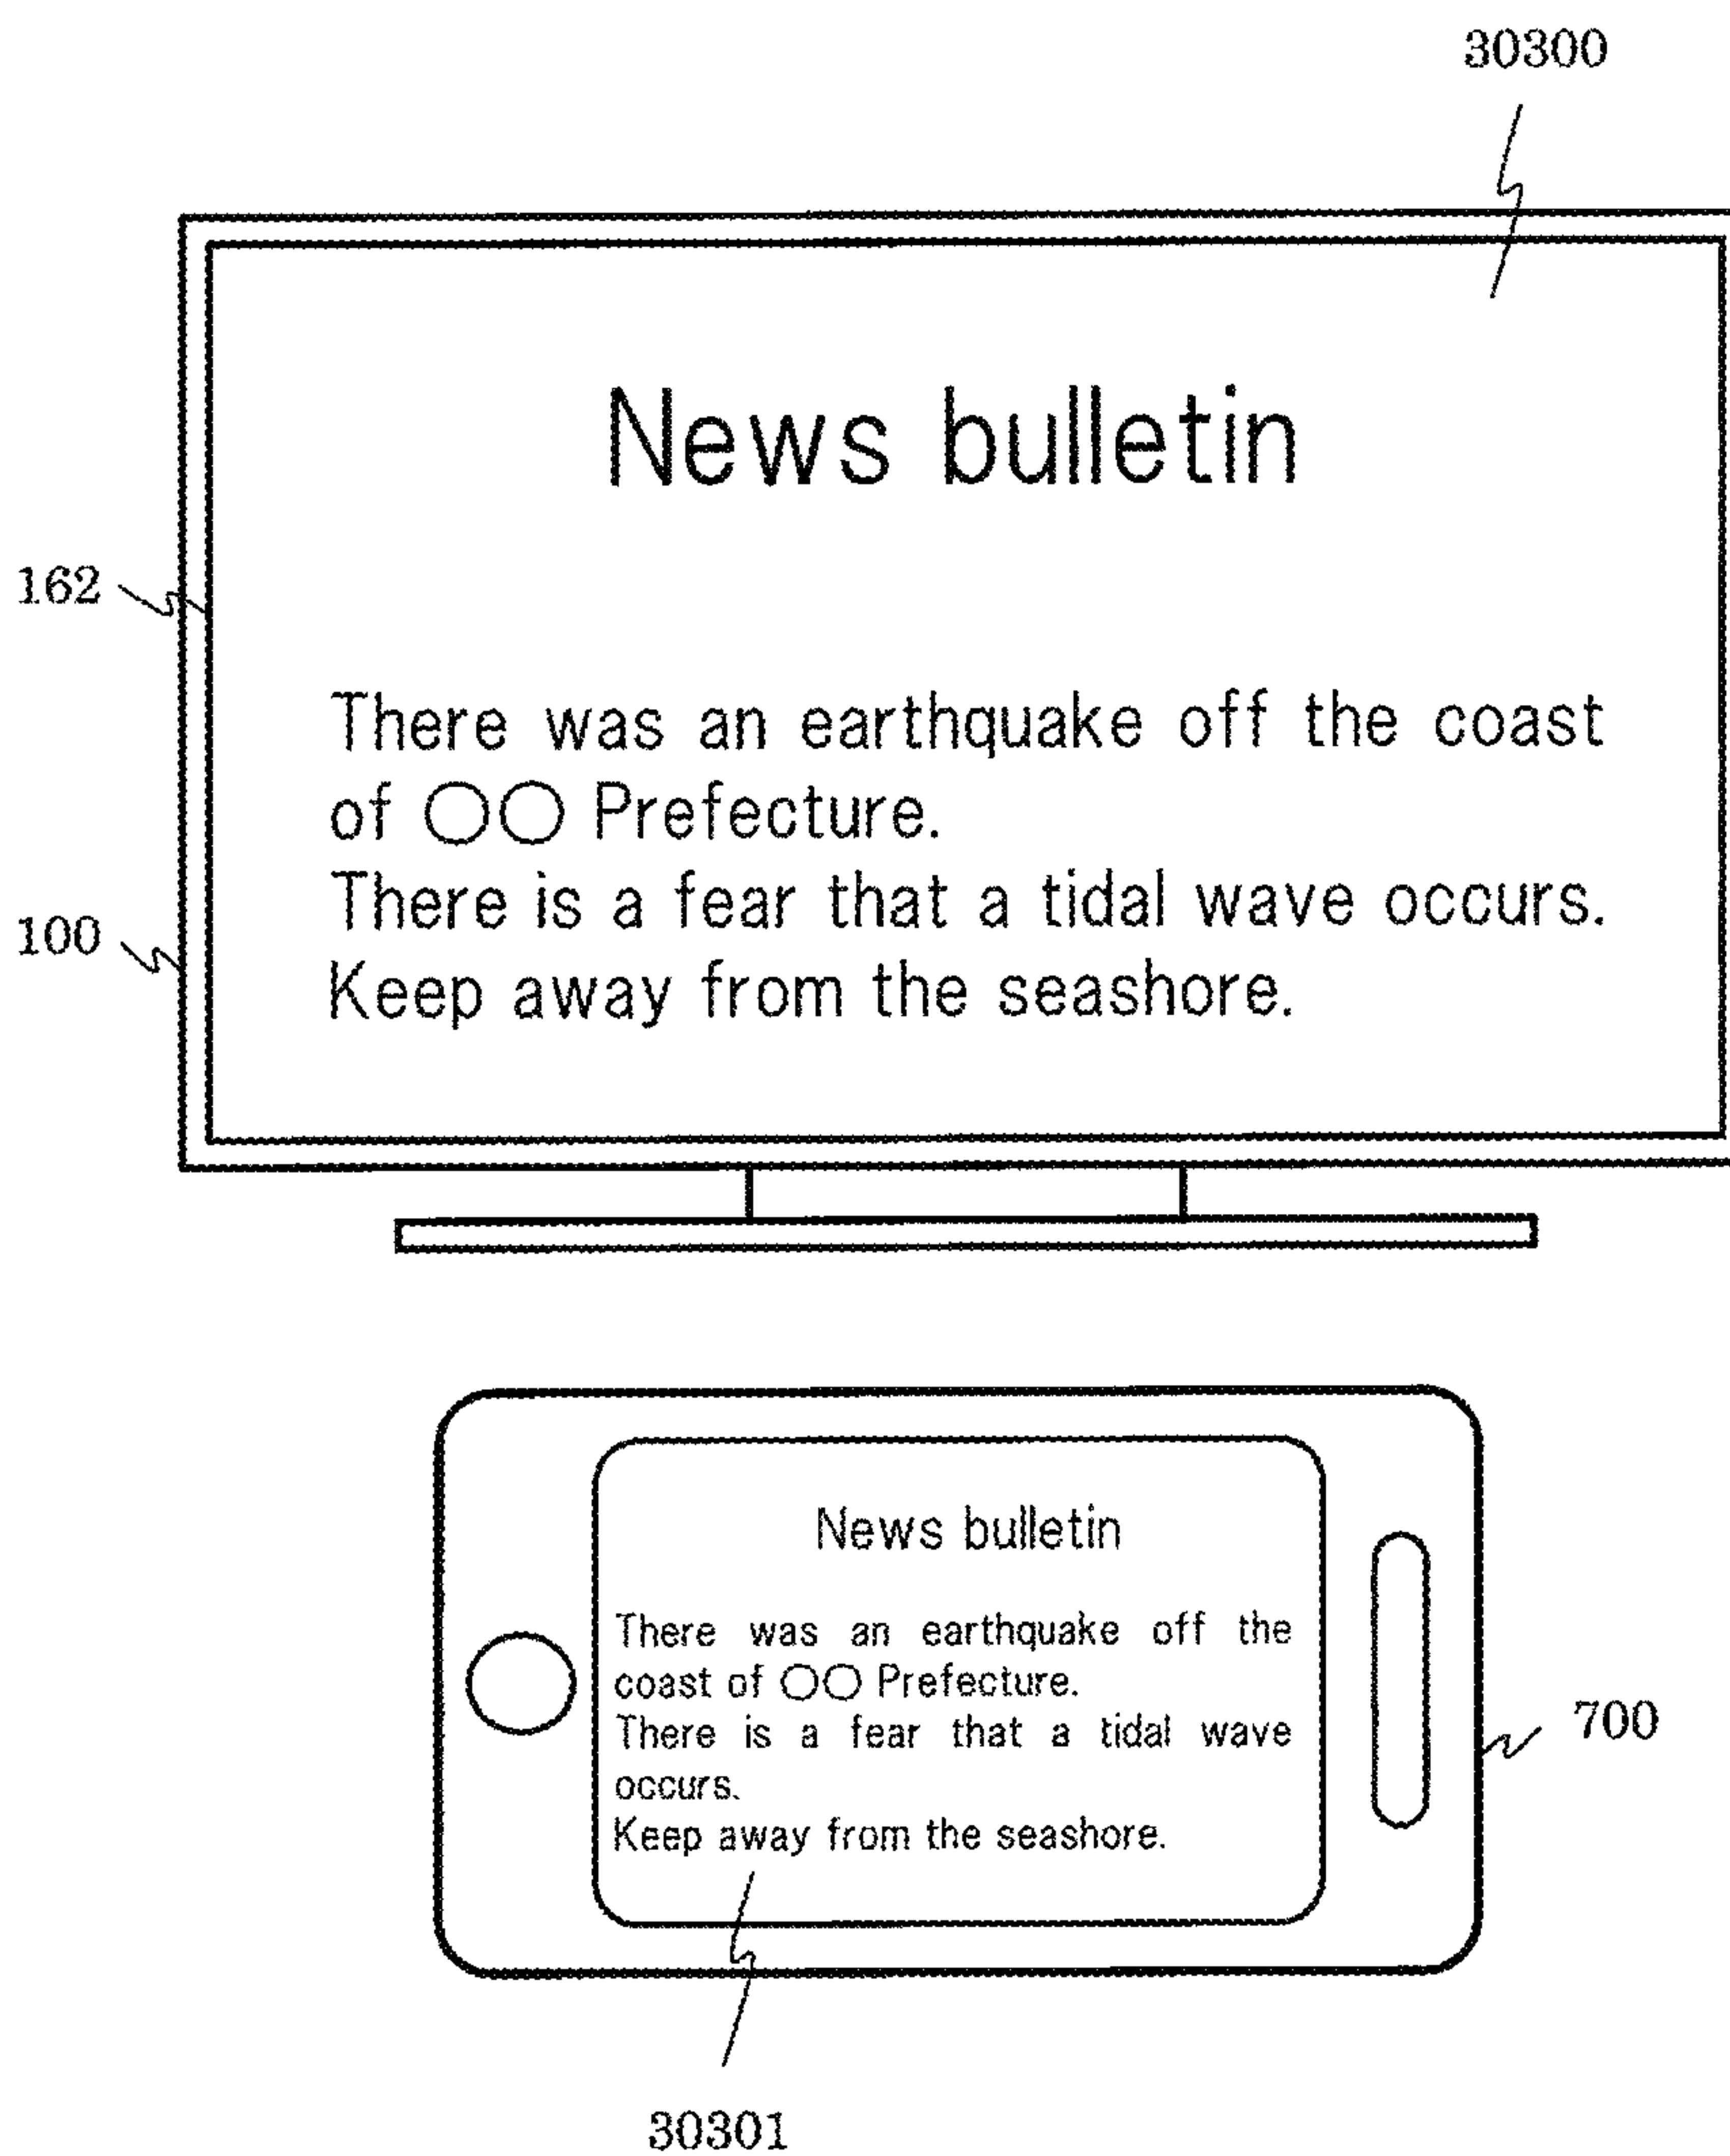 30300
News bulletin
162
There was an earthquake off the coast
of ○○ Prefecture.
There is a fear that a tidal wave occurs.
100
Keep away from the seashore.
News bulletin
There was an earthquake off the
coast of ○○ Prefecture.
There is a fear that a tidal wave
occurs.
Keep away from the seashore.
700
30301